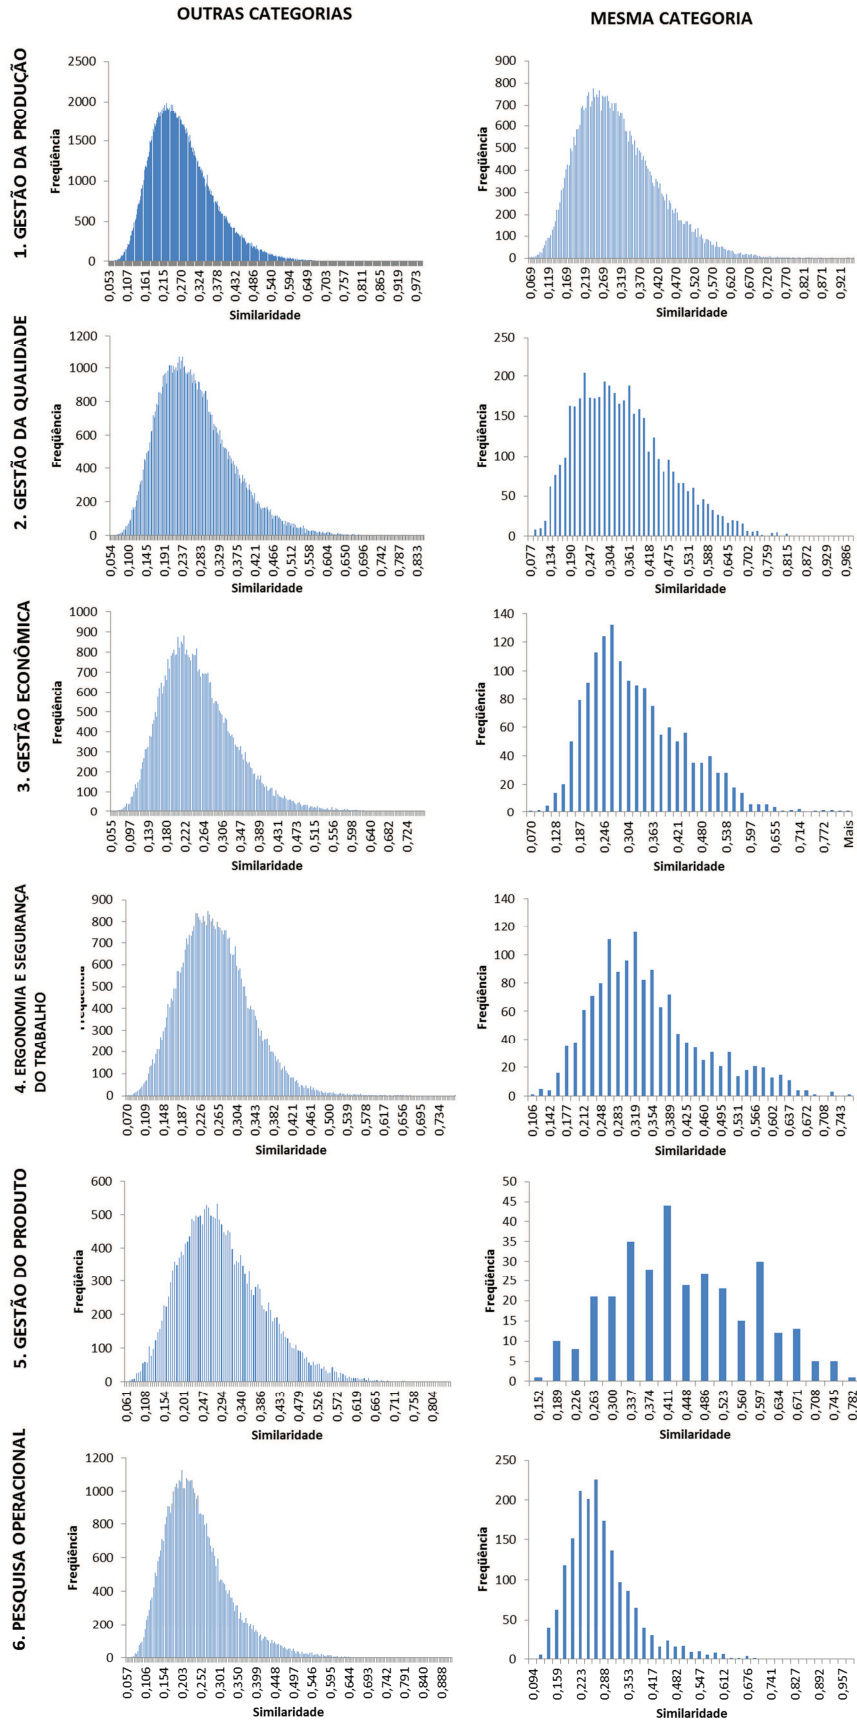 OUTRAS CATEGORIAS
MESMA CATEGORIA
1. GESTÃO DA PRODUÇÃO
Freqüência
2500
2000
1500
1000
500
0
0,053 0,107 0,161 0,215 0,270 0,324 0,378 0,432 0,486 0,540 0,594 0,649 0,703 0,757 0,811 0,865 0,919 0,973
Similaridade
Freqüência
900
800
700
600
500
400
300
200
100
0
0,069 0,119 0,169 0,219 0,269 0,319 0,370 0,420 0,470 0,520 0,570 0,620 0,670 0,720 0,770 0,821 0,871 0,921
Similaridade
2. GESTÃO DA QUALIDADE
Freqüência
1200
1000
800
600
400
200
0
0,054 0,100 0,145 0,191 0,237 0,283 0,329 0,375 0,421 0,466 0,512 0,558 0,604 0,650 0,696 0,742 0,787 0,833
Similaridade
Freqüência
250
200
150
100
50
0
0,077 0,134 0,190 0,247 0,304 0,361 0,418 0,475 0,531 0,588 0,645 0,702 0,759 0,815 0,872 0,929 0,986
Similaridade
3. GESTÃO ECONÔMICA
Freqüência
1000
900
800
700
600
500
400
300
200
100
0
0,055 0,097 0,139 0,180 0,222 0,264 0,306 0,347 0,389 0,431 0,473 0,515 0,556 0,598 0,640 0,682 0,724
Similaridade
Freqüência
140
120
100
80
60
40
20
0
0,070 0,128 0,187 0,246 0,304 0,363 0,421 0,480 0,538 0,597 0,655 0,714 0,772 Mais
Similaridade
4. ERGONOMIA E SEGURANÇA
DO TRABALHO
900
800
700
600
500
400
300
200
100
0
0,070 0,109 0,148 0,187 0,226 0,265 0,304 0,343 0,382 0,421 0,461 0,500 0,539 0,578 0,617 0,656 0,695 0,734
Similaridade
Freqüência
140
120
100
80
60
40
20
0
0,106 0,142 0,177 0,212 0,248 0,283 0,319 0,354 0,389 0,425 0,460 0,495 0,531 0,566 0,602 0,637 0,672 0,708 0,743
Similaridade
5. GESTÃO DO PRODUTO
Freqüência
600
500
400
300
200
100
0
0,061 0,108 0,154 0,201 0,247 0,294 0,340 0,386 0,433 0,479 0,526 0,572 0,619 0,665 0,711 0,758 0,804
Similaridade
Freqüência
50
45
40
35
30
25
20
15
10
5
0
0,152 0,189 0,226 0,263 0,300 0,337 0,374 0,411 0,448 0,486 0,523 0,560 0,597 0,634 0,671 0,708 0,745 0,782
Similaridade
6. PESQUISA OPERACIONAL
Freqüência
1200
1000
800
600
400
200
0
0,057 0,106 0,154 0,203 0,252 0,301 0,350 0,399 0,448 0,497 0,546 0,595 0,644 0,693 0,742 0,791 0,840 0,888
Similaridade
Freqüência
250
200
150
100
50
0
0,094 0,159 0,223 0,288 0,353 0,417 0,482 0,547 0,612 0,676 0,741 0,827 0,892 0,957
Similaridade